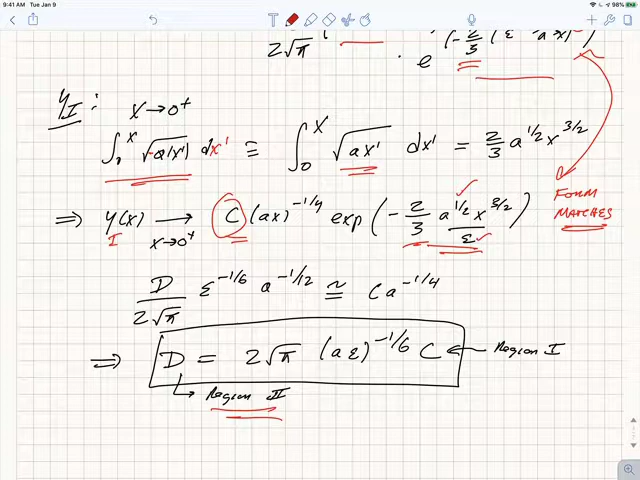 9:41 AM Tue Jan 9
98%
2√π
e^(-2/3 (ε a x)
y_I : x → 0⁺
∫₀^x √(-a(x')) dx' ≅ ∫₀^x √(ax') dx' = 2/3 a^{1/2} x^{3/2}
FORM
MATCHES
⇒ y_I(x) → C (ax)^{-1/4} exp(-2/3 a^{1/2} x^{3/2} / ε)
x→0⁺
D/(2√π) ε^{-1/6} a^{-1/12} ≅ C a^{-1/4}
⇒ D = 2√π (aε)^{-1/6} C ← Region I
↳ Region II